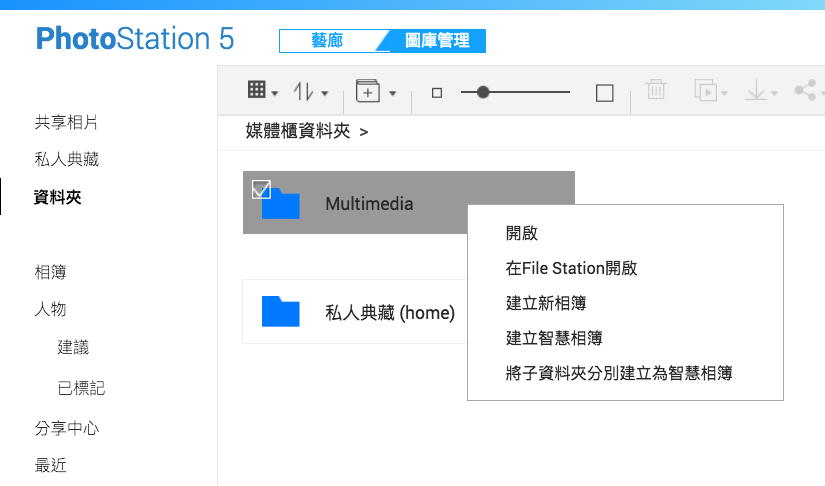 PhotoStation 5
藝廊
圖庫管理
共享相片
私人典藏
資料夾
相簿
人物
建議
已標記
分享中心
最近
媒體櫃資料夾 >
Multimedia
私人典藏 (home)
開啟
在File Station開啟
建立新相簿
建立智慧相簿
將子資料夾分別建立為智慧相簿